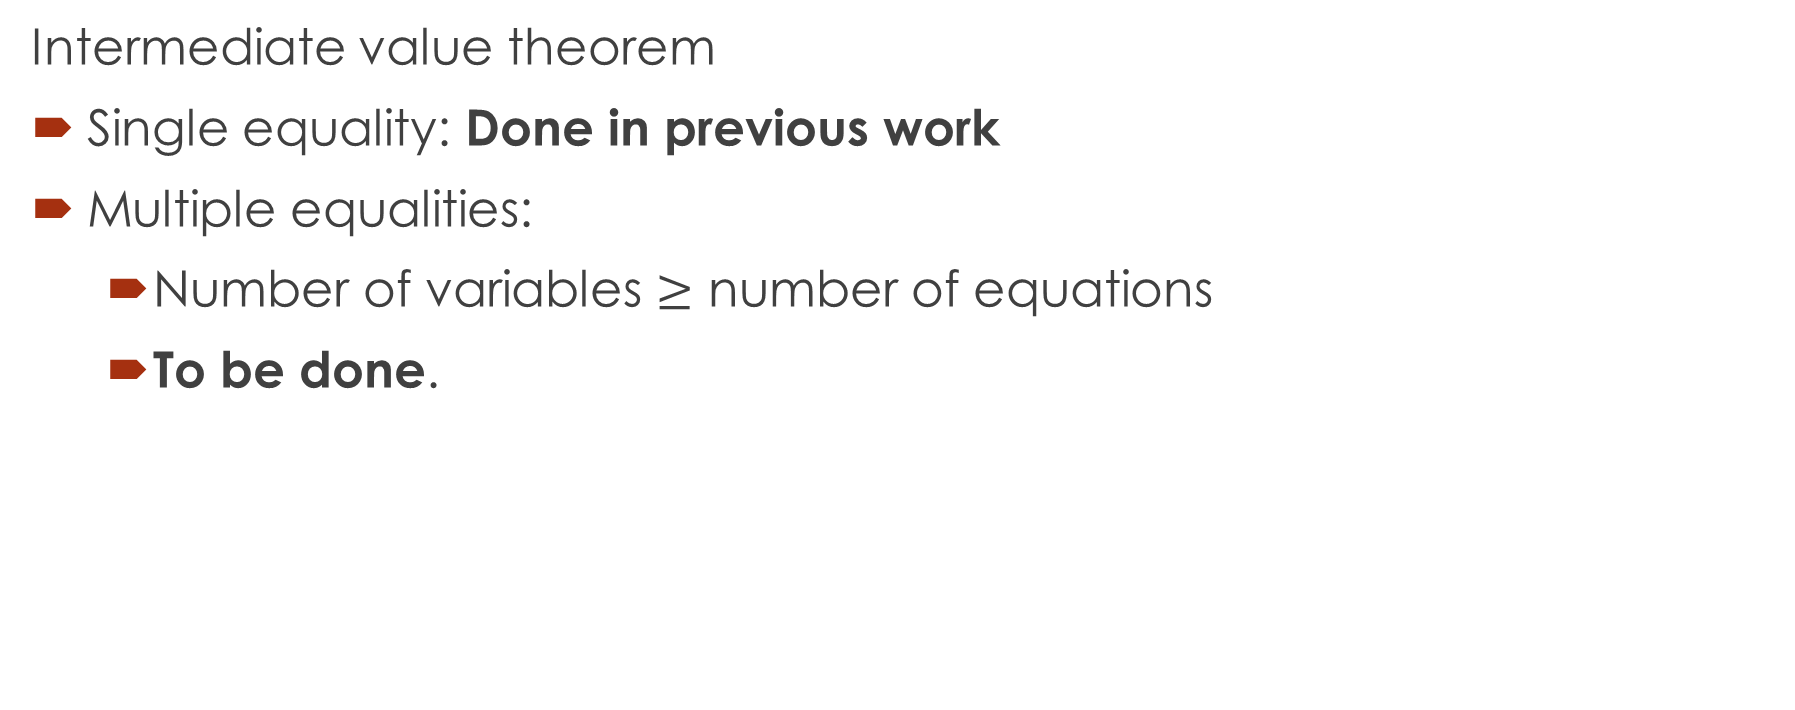 Intermediate value theorem
Single equality: Done in previous work
Multiple equalities:
Number of variables ≥ number of equations
To be done.